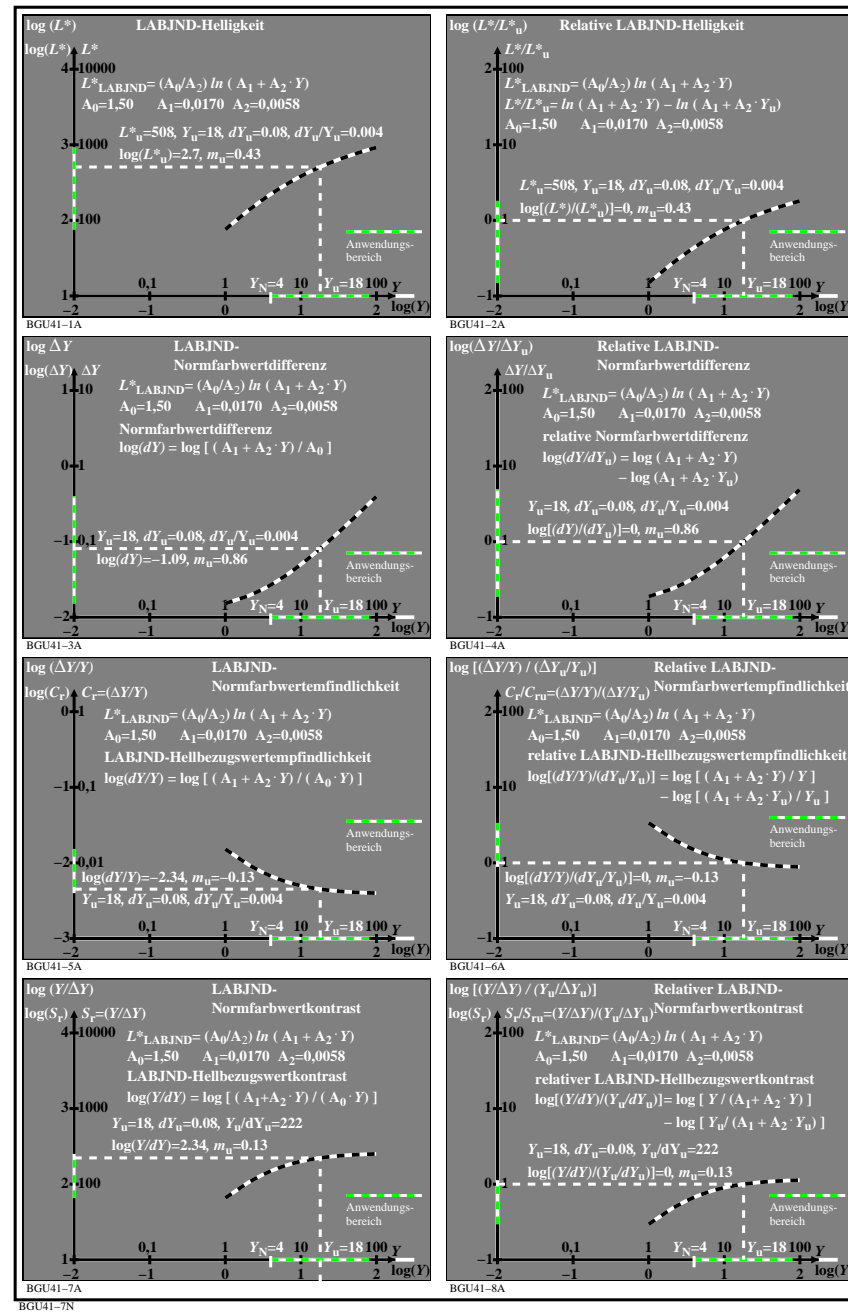 log (L*) LABJND-Helligkeit
log(L*) L*
4 10000
L*LABJND= (A0/A2) ln ( A1 + A2· Y)
A0=1,50 A1=0,0170 A2=0,0058
3 1000
L*u=508, Yu=18, dYu=0.08, dYu/Yu=0.004
log(L*u)=2.7, mu=0.43
2 100
Anwendungs-
bereich
1 0,1 1 YN=4 10 Yu=18 100 Y
−2 −1 0 1 2 log(Y)
BGU41−1A
log (L*/L*u) Relative LABJND-Helligkeit
L*/L*u
2 100
L*LABJND= (A0/A2) ln ( A1 + A2· Y)
L*/L*u= ln ( A1 + A2· Y) − ln ( A1 + A2· Yu)
A0=1,50 A1=0,0170 A2=0,0058
1 10
L*u=508, Yu=18, dYu=0.08, dYu/Yu=0.004
log[(L*)/(L*u)]=0, mu=0.43
0 1
Anwendungs-
bereich
−1 0,1 1 YN=4 10 Yu=18 100 Y
−2 −1 0 1 2 log(Y)
BGU41−2A
log ΔY LABJND-
Normfarbwertdifferenz
log(ΔY) ΔY
1 10
L*LABJND= (A0/A2) ln ( A1 + A2· Y)
A0=1,50 A1=0,0170 A2=0,0058
Normfarbwertdifferenz
log(dY) = log [ ( A1 + A2· Y) / A0 ]
0 1
−1 0,1
Yu=18, dYu=0.08, dYu/Yu=0.004
log(dY)=−1.09, mu=0.86
Anwendungs-
bereich
−2 0,1 1 YN=4 10 Yu=18 100 Y
−2 −1 0 1 2 log(Y)
BGU41−3A
log(ΔY/ΔYu) Relative LABJND-
Normfarbwertdifferenz
ΔY/ΔYu
2 100
L*LABJND= (A0/A2) ln ( A1 + A2· Y)
A0=1,50 A1=0,0170 A2=0,0058
relative Normfarbwertdifferenz
log(dY/dYu) = log ( A1 + A2· Y)
− log (A1 + A2· Yu)
1 10
Yu=18, dYu=0.08, dYu/Yu=0.004
log[(dY)/(dYu)]=0, mu=0.86
0 1
Anwendungs-
bereich
−1 0,1 1 YN=4 10 Yu=18 100 Y
−2 −1 0 1 2 log(Y)
BGU41−4A
log (ΔY/Y) LABJND-
Normfarbwertemfindlichkeit
log(Cr) Cr=(ΔY/Y)
0 1
L*LABJND= (A0/A2) ln ( A1 + A2· Y)
A0=1,50 A1=0,0170 A2=0,0058
LABJND-Hellbezugswertempfindlichkeit
log(dY/Y) = log [ ( A1 + A2· Y) / ( A0· Y) ]
−1 0,1
Anwendungs-
bereich
−2 0,01
log(dY/Y)=−2.34, mu=−0.13
Yu=18, dYu=0.08, dYu/Yu=0.004
−3 0,1 1 YN=4 10 Yu=18 100 Y
−2 −1 0 1 2 log(Y)
BGU41−5A
log [(ΔY/Y) / (ΔYu/Yu)] Relative LABJND-
Normfarbwertempfindlichkeit
Cr/Cru=(ΔY/Y)/(ΔY/Yu)
2 100
L*LABJND= (A0/A2) ln ( A1 + A2· Y)
A0=1,50 A1=0,0170 A2=0,0058
relative LABJND-Hellbezugswertempfindlichkeit
log[(dY/Y)/(dYu/Yu)] = log [ ( A1 + A2· Y) / Y ]
− log [ ( A1 + A2· Yu) / Yu ]
1 10
Anwendungs-
bereich
0 1
log[(dY/Y)/(dYu/Yu)]=0, mu=−0.13
Yu=18, dYu=0.08, dYu/Yu=0.004
−1 0,1 1 YN=4 10 Yu=18 100 Y
−2 −1 0 1 2 log(Y)
BGU41−6A
log (Y/ΔY) LABJND-
Normfarbwertkontrast
log(Sr) Sr=(Y/ΔY)
4 10000
L*LABJND= (A0/A2) ln ( A1 + A2· Y)
A0=1,50 A1=0,0170 A2=0,0058
LABJND-Hellbezugswertkontrast
log(Y/dY) = log [ ( A1+A2· Y) / ( A0· Y) ]
3 1000
Yu=18, dYu=0.08, Yu/dYu=222
log(Y/dY)=2.34, mu=0.13
2 100
Anwendungs-
bereich
1 0,1 1 YN=4 10 Yu=18 100 Y
−2 −1 0 1 2 log(Y)
BGU41−7A
log [(Y/ΔY) / (Yu/ΔYu)] Relativer LABJND-
Normfarbwertkontrast
log(Sr) Sr/Sru=(Y/ΔY)/(Yu/ΔYu)
2 100
L*LABJND= (A0/A2) ln ( A1 + A2· Y)
A0=1,50 A1=0,0170 A2=0,0058
relativer LABJND-Hellbezugswertkontrast
log[(Y/dY)/(Yu/dYu)]= log [ Y / (A1+ A2· Y) ]
− log [ Yu/ (A1 + A2· Yu) ]
1 10
Yu=18, dYu=0.08, Yu/dYu=222
log[(Y/dY)/(Yu/dYu)]=0, mu=0.13
0 1
Anwendungs-
bereich
−1 0,1 1 YN=4 10 Yu=18 100 Y
−2 −1 0 1 2 log(Y)
BGU41−8A
BGU41−7N